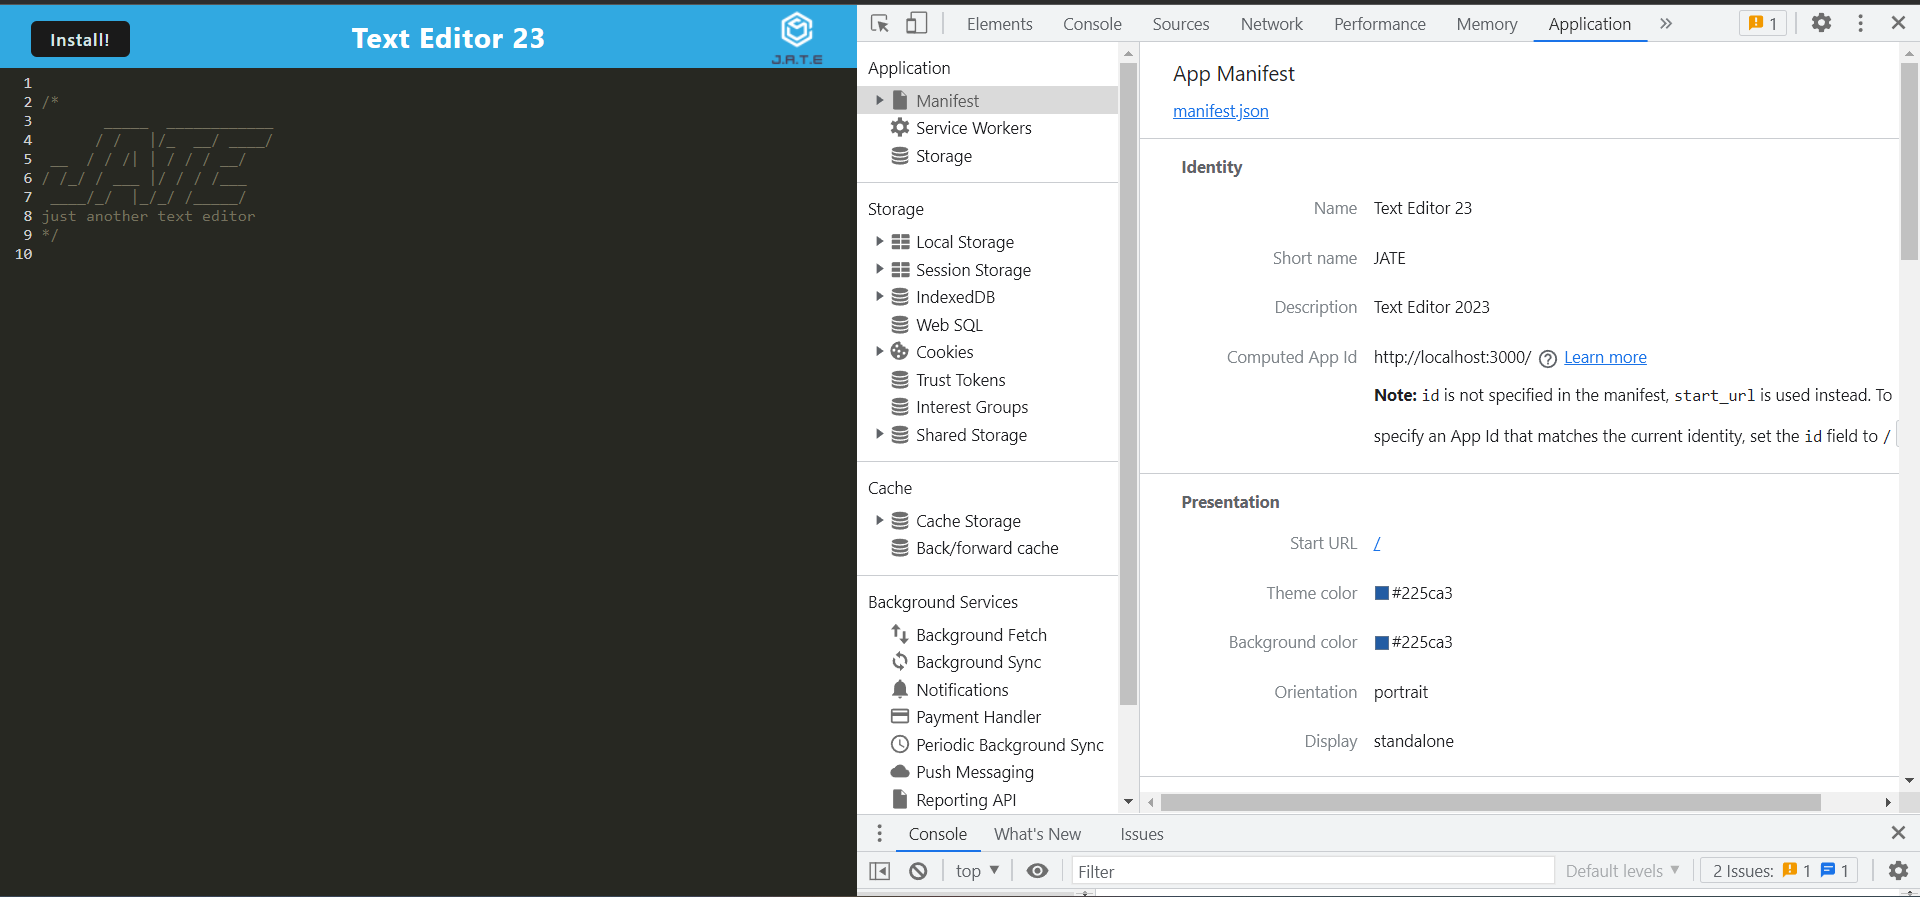 Install!
Text Editor 23
J.A.T.E
1
2 /*
3        _____  ____________
4       / /   |/_  __/ ____/
5  __  / / /| | / / / __/
6 / /_/ / ___ |/ / / /___
7  ____/_/  |_/_/ /_____/
8 just another text editor
9 */
10
Elements Console Sources Network Performance Memory Application 1
Application
Manifest
Service Workers
Storage
Storage
Local Storage
Session Storage
IndexedDB
Web SQL
Cookies
Trust Tokens
Interest Groups
Shared Storage
Cache
Cache Storage
Back/forward cache
Background Services
Background Fetch
Background Sync
Notifications
Payment Handler
Periodic Background Sync
Push Messaging
Reporting API
App Manifest
manifest.json
Identity
Name Text Editor 23
Short name JATE
Description Text Editor 2023
Computed App Id http://localhost:3000/ ? Learn more
Note: id is not specified in the manifest, start_url is used instead. To
specify an App Id that matches the current identity, set the id field to /
Presentation
Start URL /
Theme color #225ca3
Background color #225ca3
Orientation portrait
Display standalone
Console What's New Issues
top Filter Default levels 2 Issues: 1 1